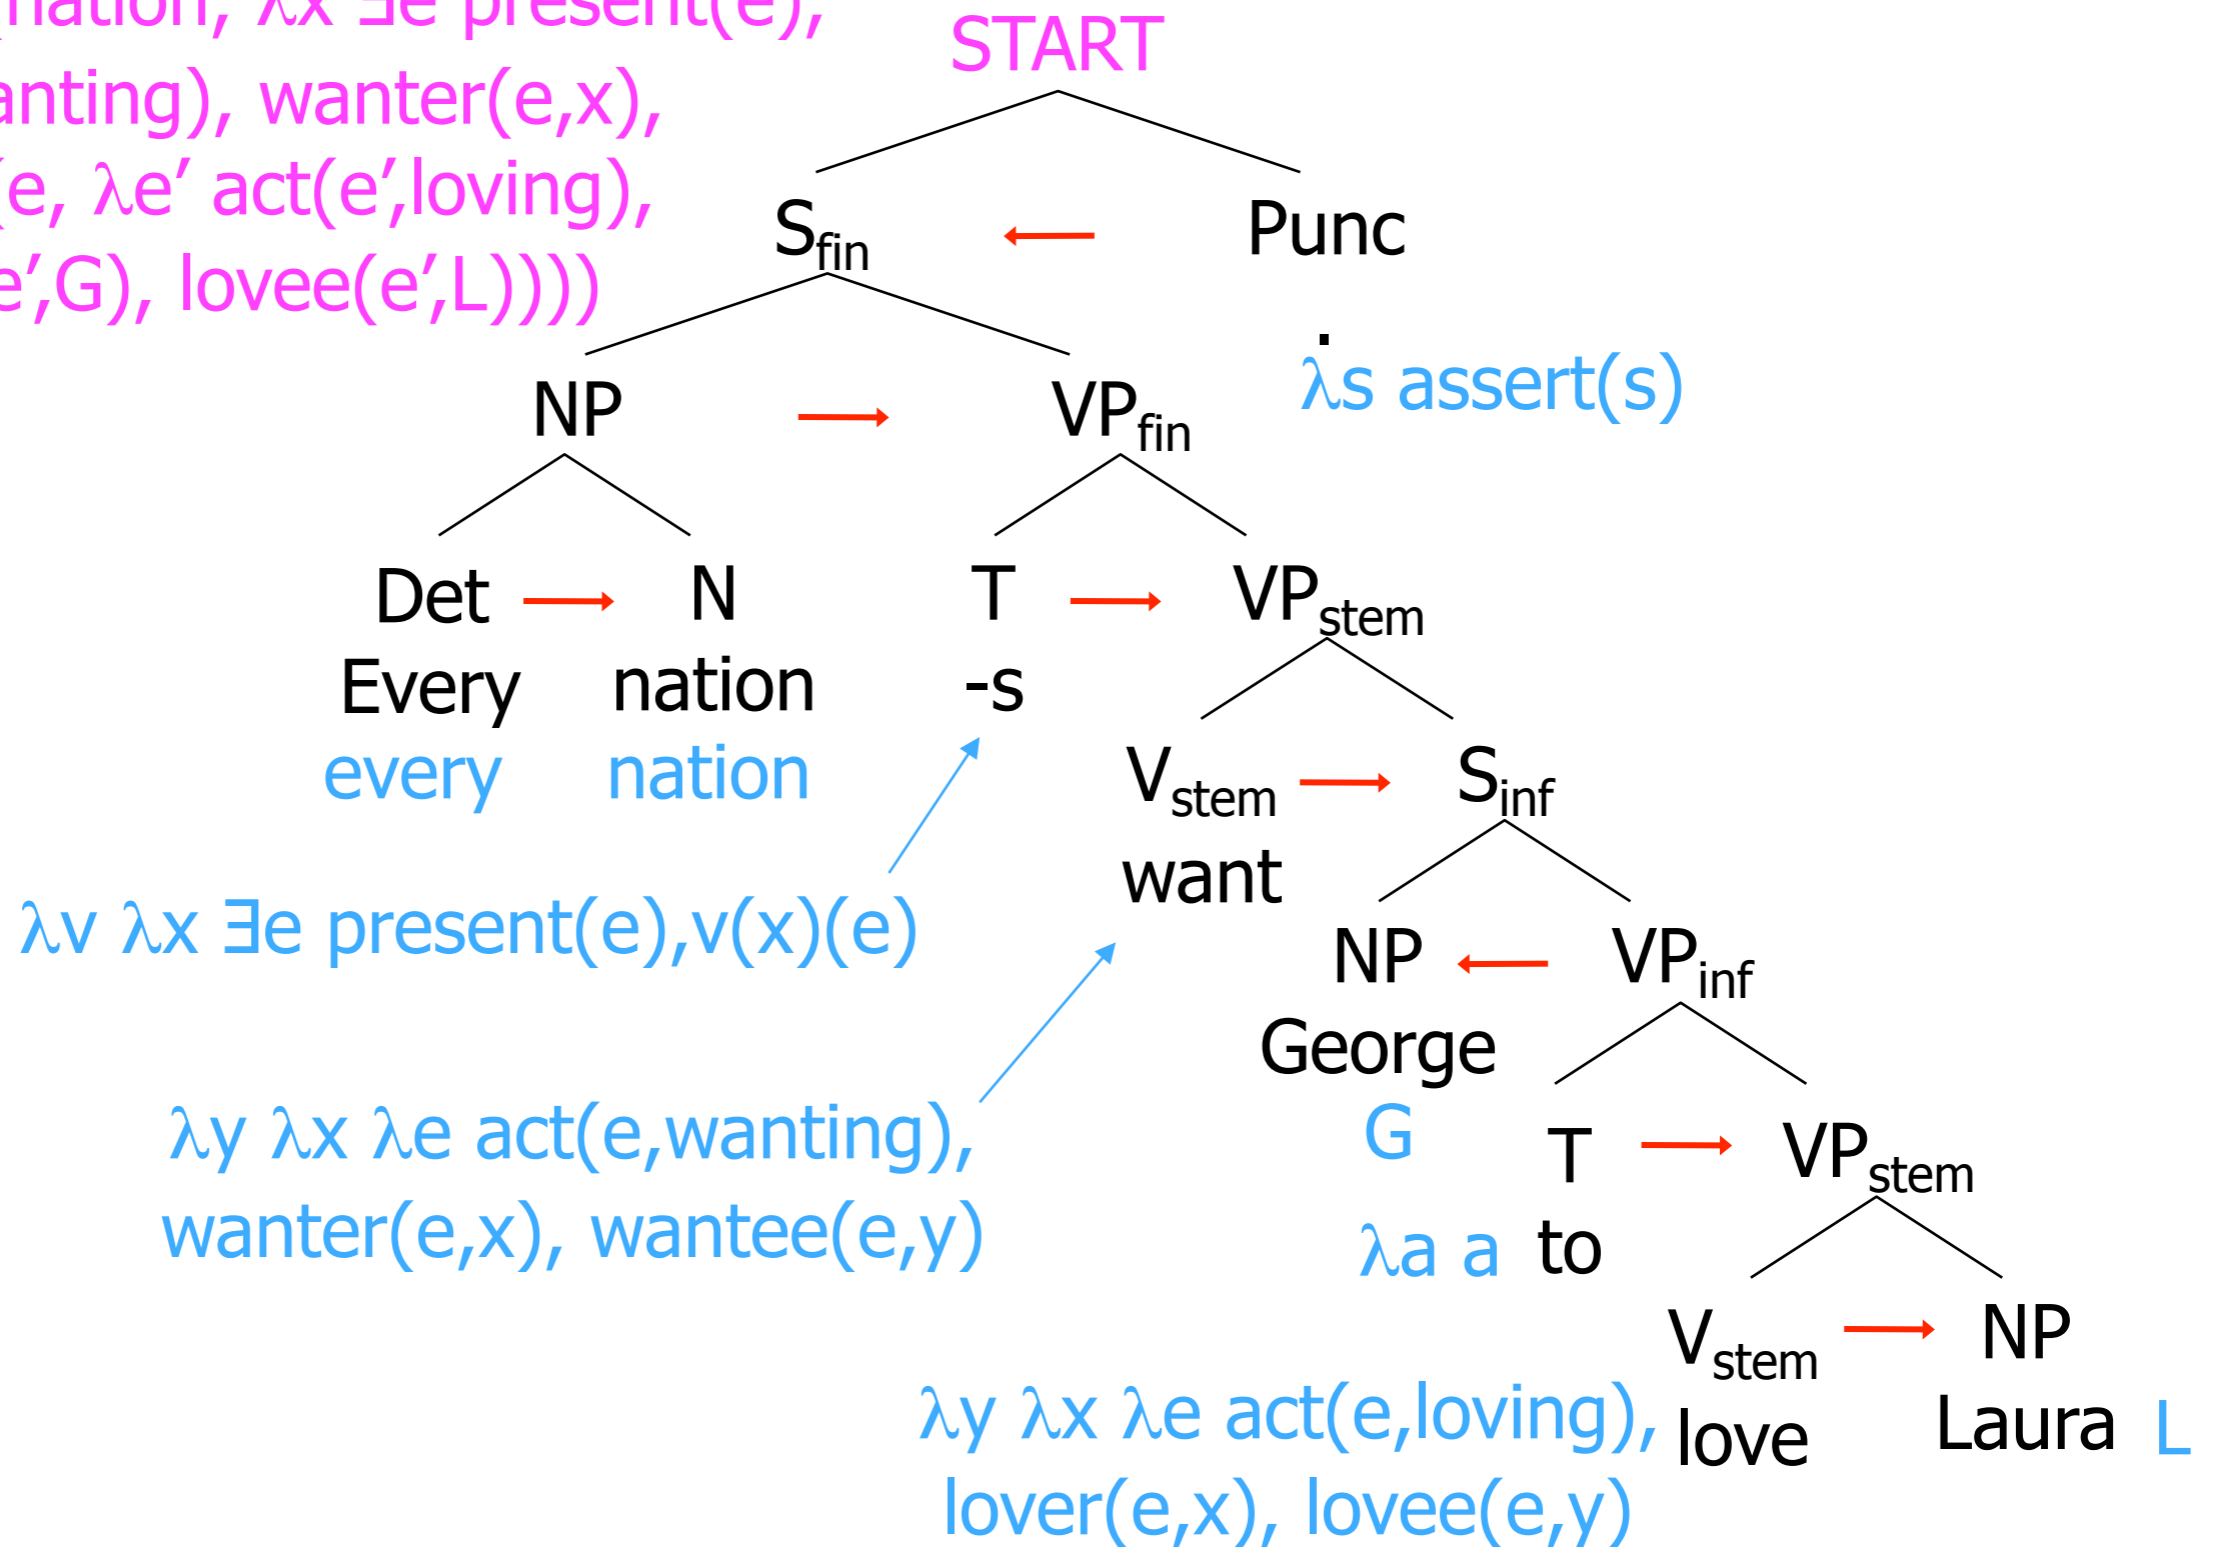 nation, λx ∃e present(e),
anting), wanter(e,x),
(e, λe′ act(e′,loving),
e′,G), lovee(e′,L))))
START
Sfin
Punc
.
λs assert(s)
NP
VPfin
Det
N
T
VPstem
Every
nation
-s
every
nation
Vstem
Sinf
want
λv λx ∃e present(e),v(x)(e)
NP
VPinf
George
λy λx λe act(e,wanting),
wanter(e,x), wantee(e,y)
G
T
VPstem
λa a
to
Vstem
NP
λy λx λe act(e,loving),
lover(e,x), lovee(e,y)
love
Laura
L